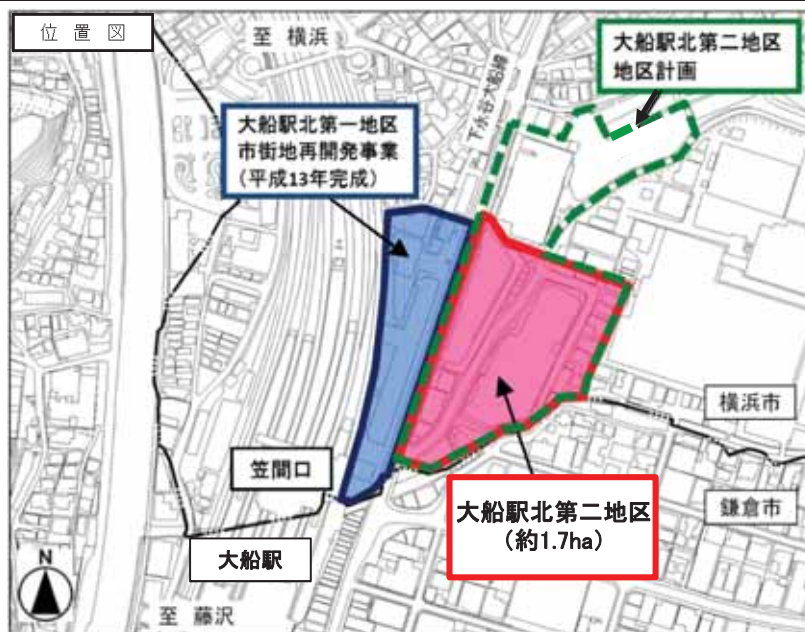 位 置 図
至 横浜
下永谷大船線
大船駅北第二地区
地区計画
大船駅北第一地区
市街地再開発事業
(平成13年完成)
横浜市
笠間口
鎌倉市
大船駅北第二地区
(約1.7ha)
大船駅
N
至 藤沢